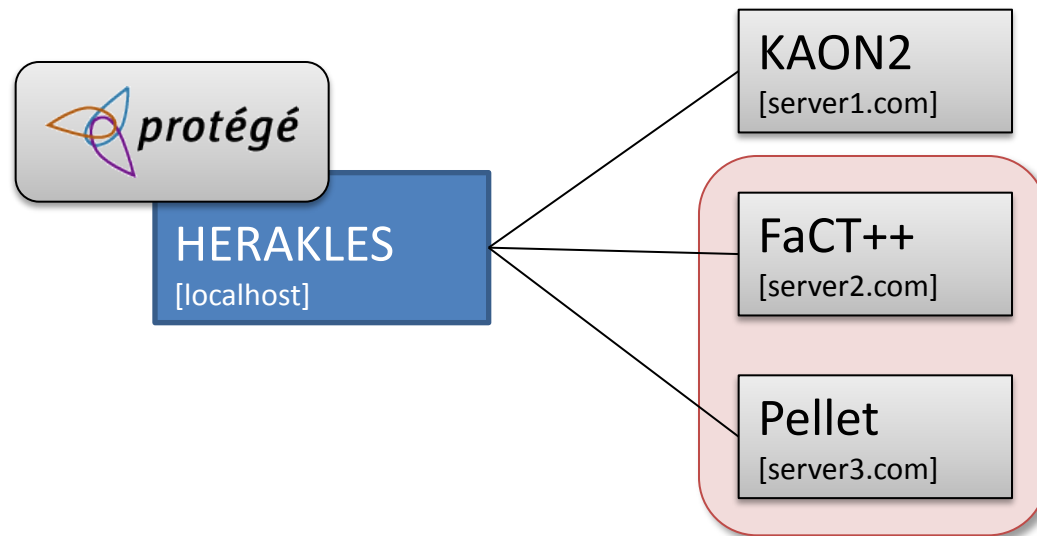 protégé
HERAKLES
[localhost]
KAON2
[server1.com]
FaCT++
[server2.com]
Pellet
[server3.com]